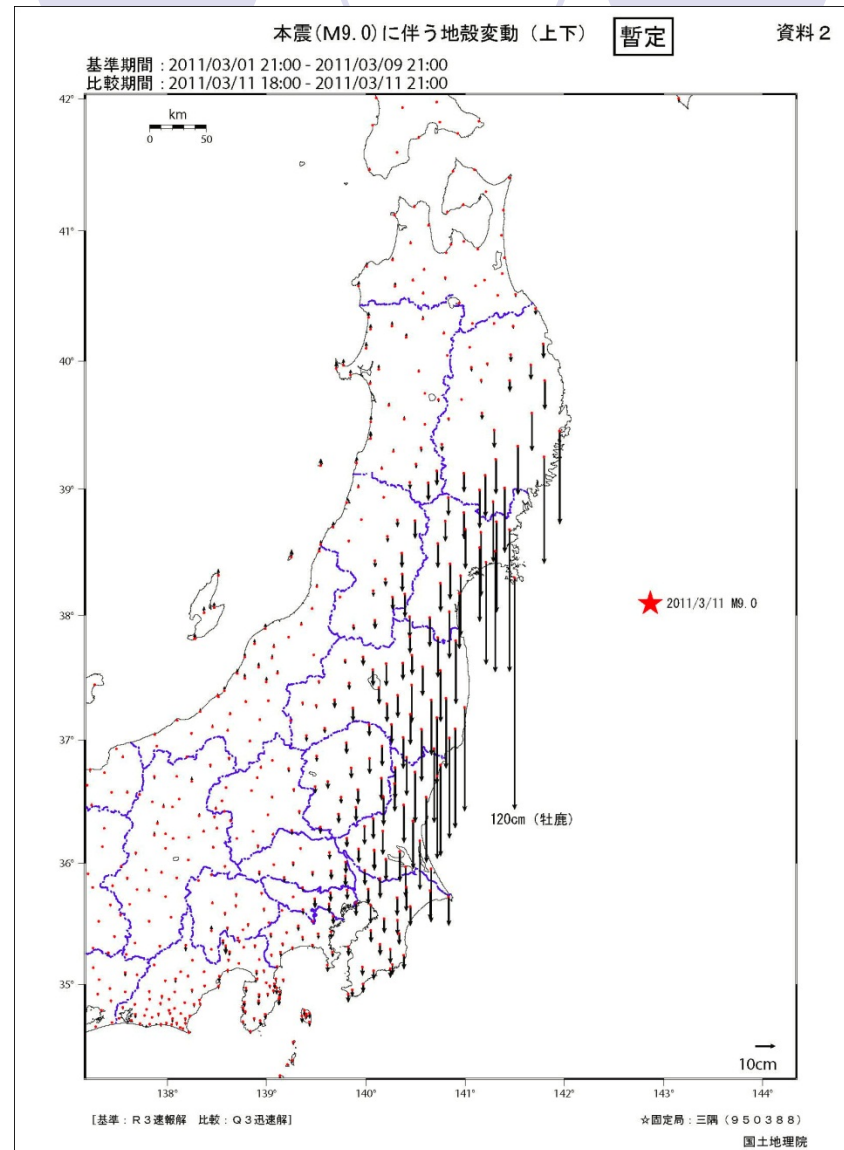 本震(M9.0)に伴う地殻変動（上下）
暫定
資料２
基準期間：2011/03/01 21:00 - 2011/03/09 21:00
比較期間：2011/03/11 18:00 - 2011/03/11 21:00
km
0 50
42°
41°
40°
39°
38°
37°
36°
35°
2011/3/11 M9.0
120cm（牡鹿）
10cm
138° 139° 140° 141° 142° 143° 144°
[基準：Ｒ３速報解　比較：Ｑ３迅速解]
☆固定局：三隅（９５０３８８）
国土地理院